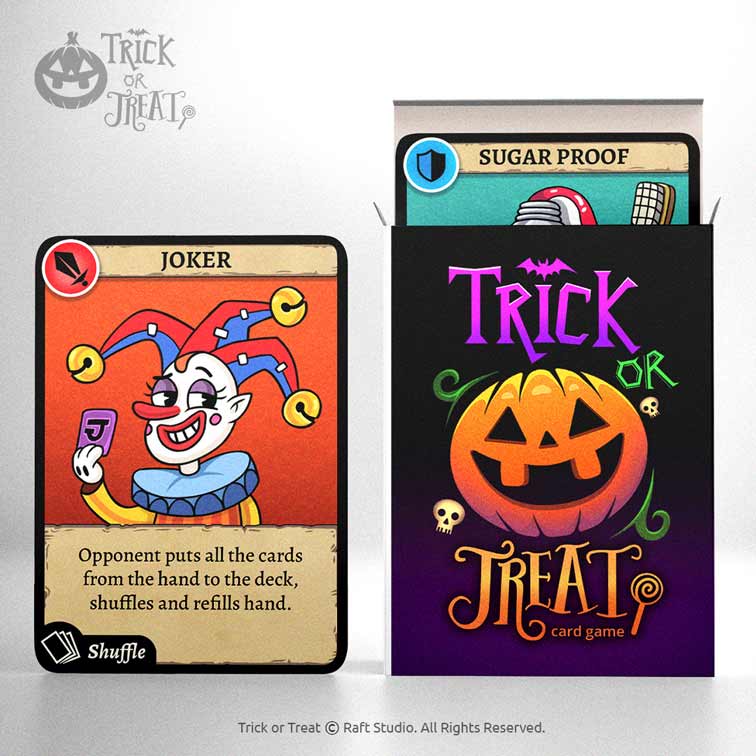 TRICK
OR
TREAT
SUGAR PROOF
JOKER
J
Opponent puts all the cards
from the hand to the deck,
shuffles and refills hand.
Shuffle
TRICK
OR
TREAT
card game
Trick or Treat © Raft Studio. All Rights Reserved.